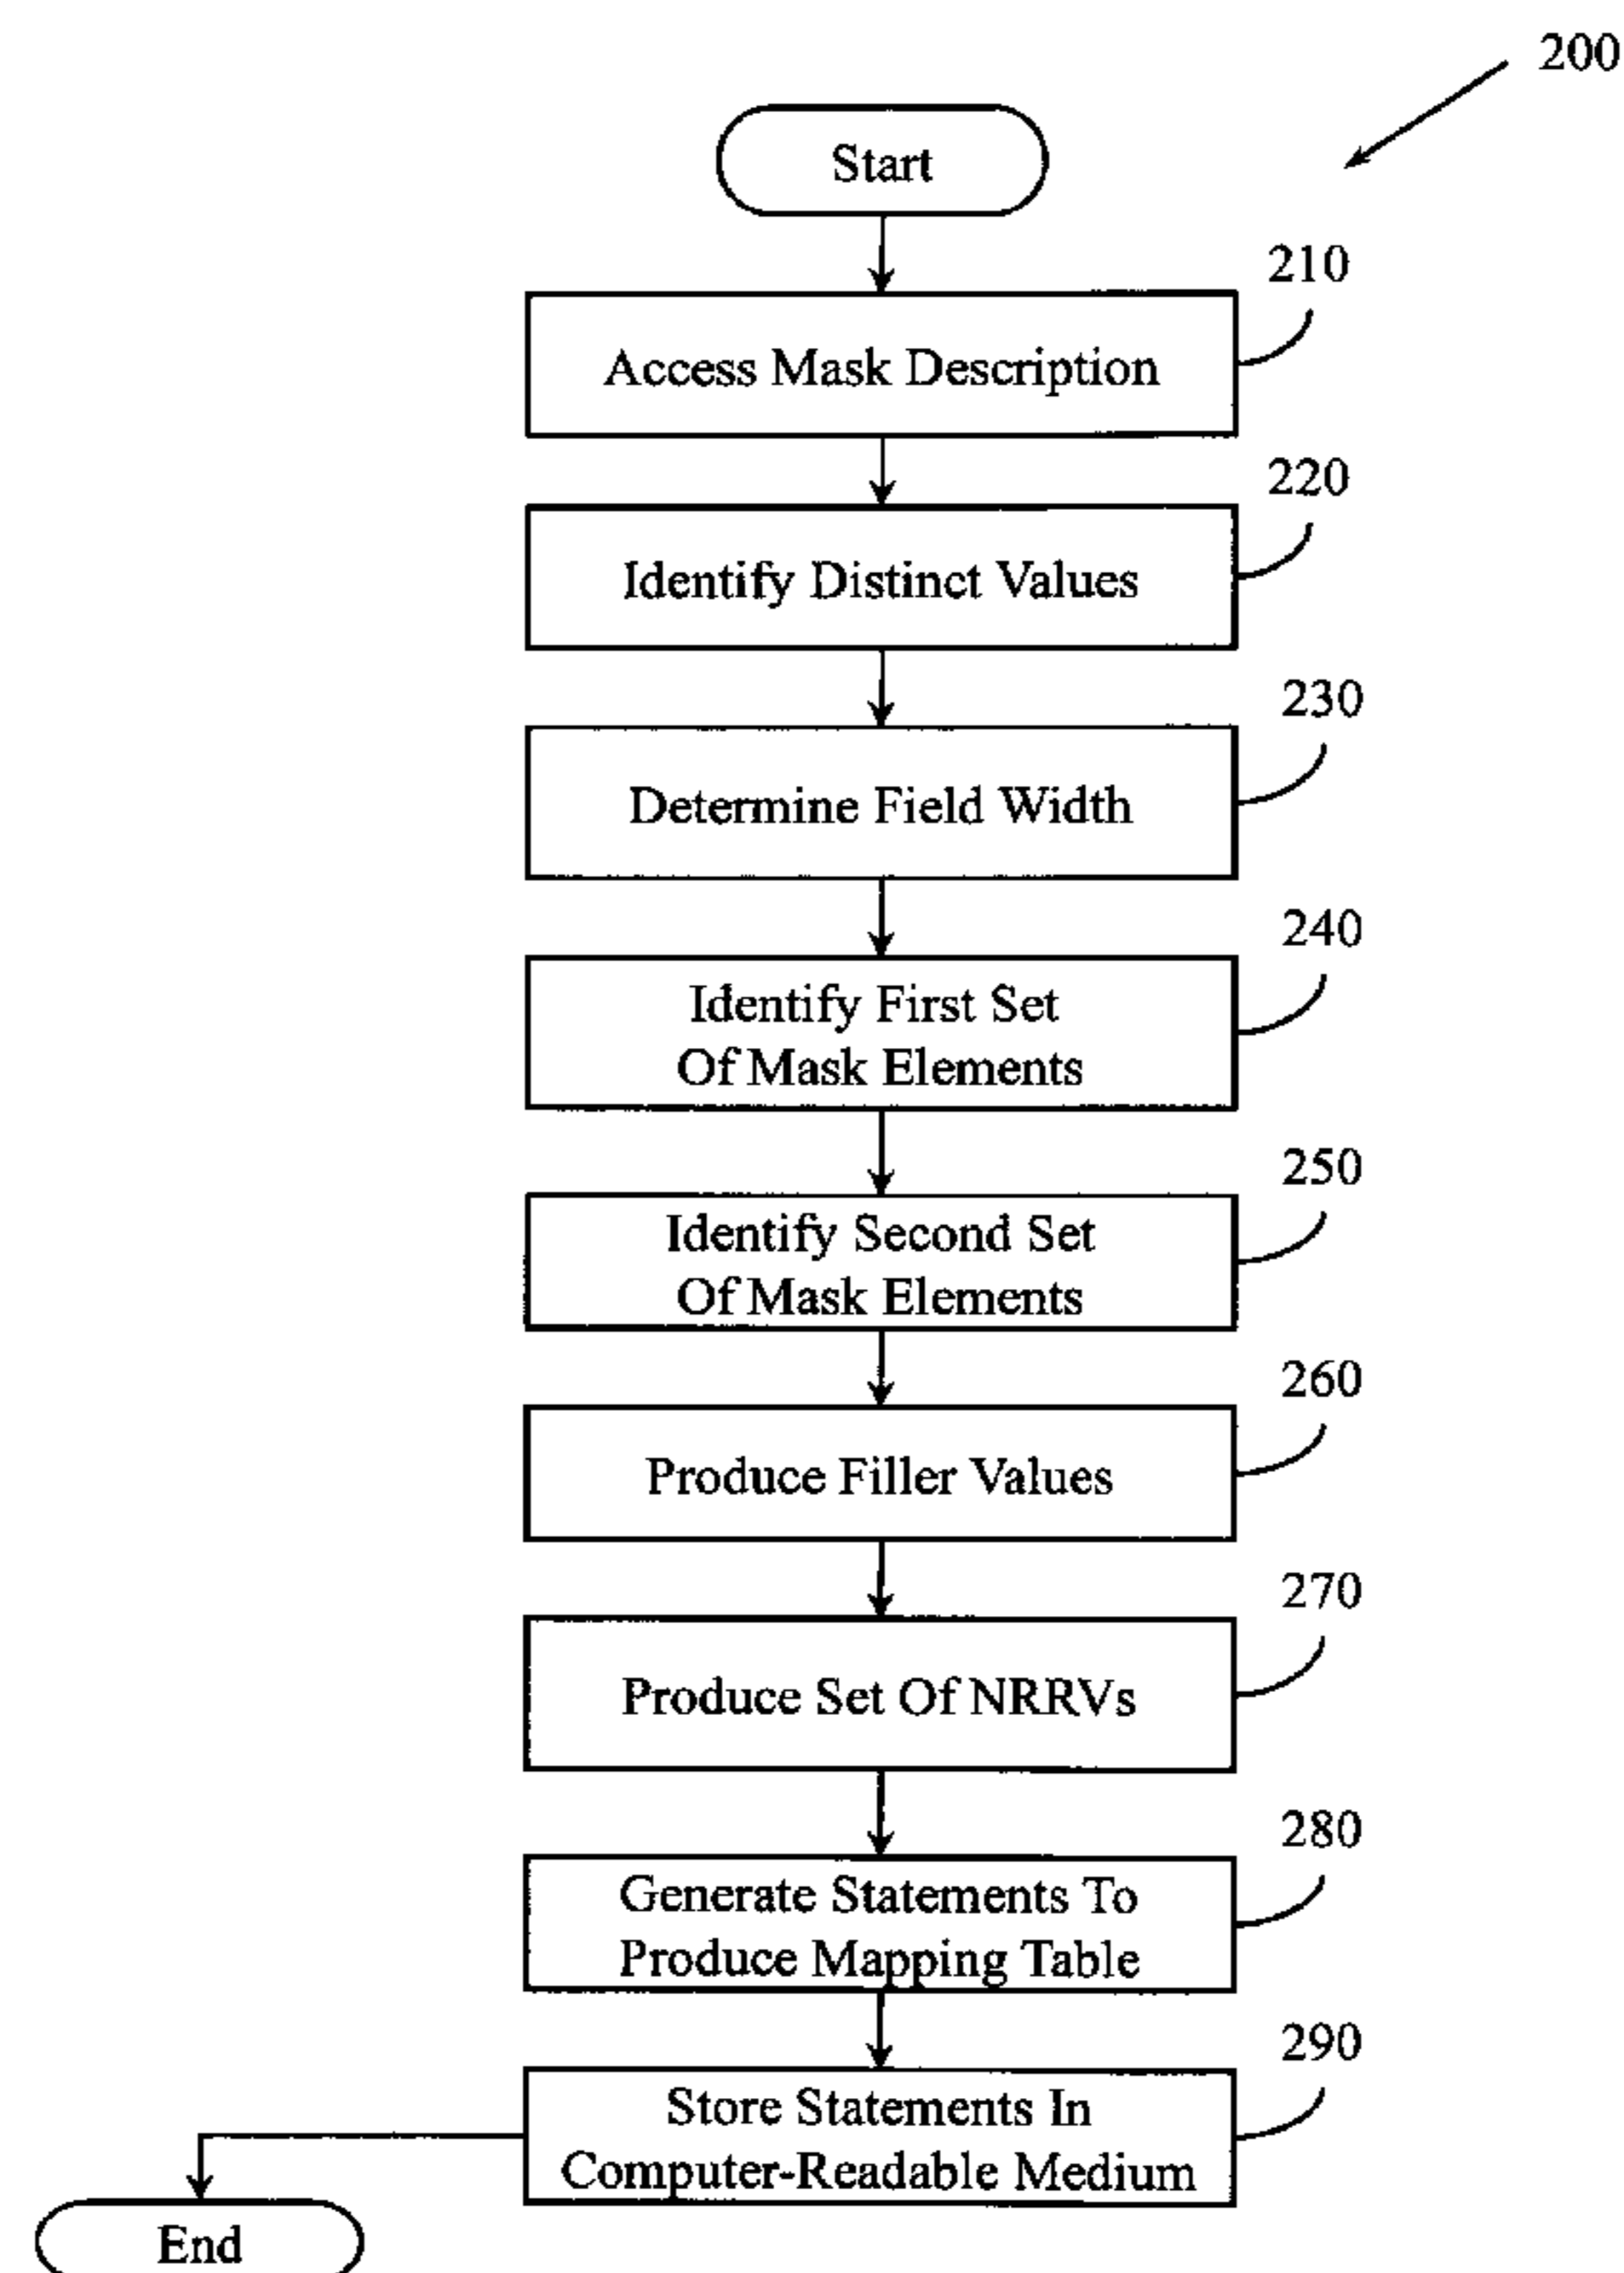 200
Start
210
Access Mask Description
220
Identify Distinct Values
230
Determine Field Width
240
Identify First Set
Of Mask Elements
250
Identify Second Set
Of Mask Elements
260
Produce Filler Values
270
Produce Set Of NRRVs
280
Generate Statements To
Produce Mapping Table
290
Store Statements In
Computer-Readable Medium
End